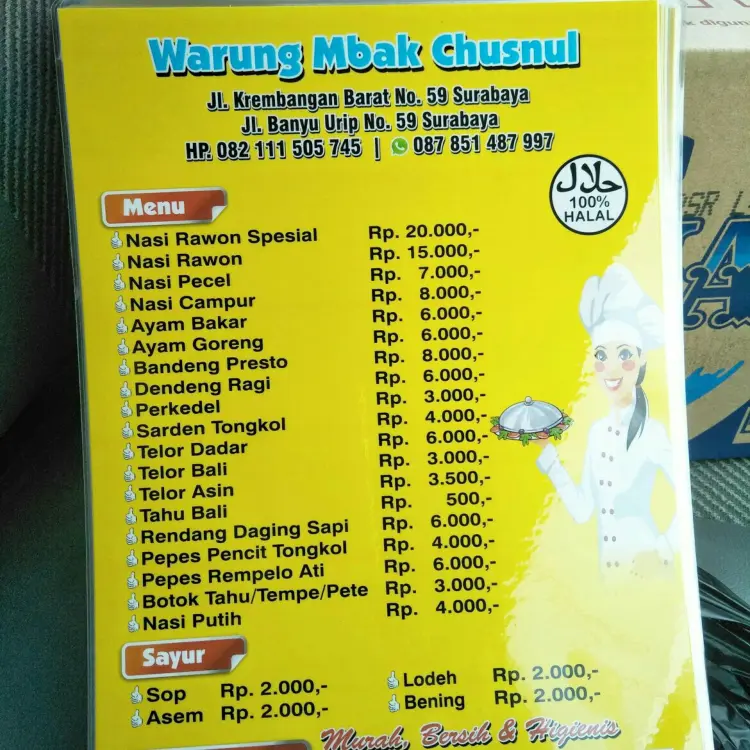 Warung Mbak Chusnul
Jl. Krembangan Barat No. 59 Surabaya
Jl. Banyu Urip No. 59 Surabaya
HP. 082 111 505 745 | 087 851 487 997
حلال
100%
HALAL
Menu
Nasi Rawon Spesial Rp. 20.000,-
Nasi Rawon Rp. 15.000,-
Nasi Pecel Rp. 7.000,-
Nasi Campur Rp. 8.000,-
Ayam Bakar Rp. 6.000,-
Ayam Goreng Rp. 6.000,-
Bandeng Presto Rp. 8.000,-
Dendeng Ragi Rp. 6.000,-
Perkedel Rp. 3.000,-
Sarden Tongkol Rp. 4.000,-
Telor Dadar Rp. 6.000,-
Telor Bali Rp. 3.000,-
Telor Asin Rp. 3.500,-
Tahu Bali Rp. 500,-
Rendang Daging Sapi Rp. 6.000,-
Pepes Pencit Tongkol Rp. 4.000,-
Pepes Rempelo Ati Rp. 6.000,-
Botok Tahu/Tempe/Pete Rp. 3.000,-
Nasi Putih Rp. 4.000,-
Sayur
Sop Rp. 2.000,- Lodeh Rp. 2.000,-
Asem Rp. 2.000,- Bening Rp. 2.000,-
Murah, Bersih & Higienis